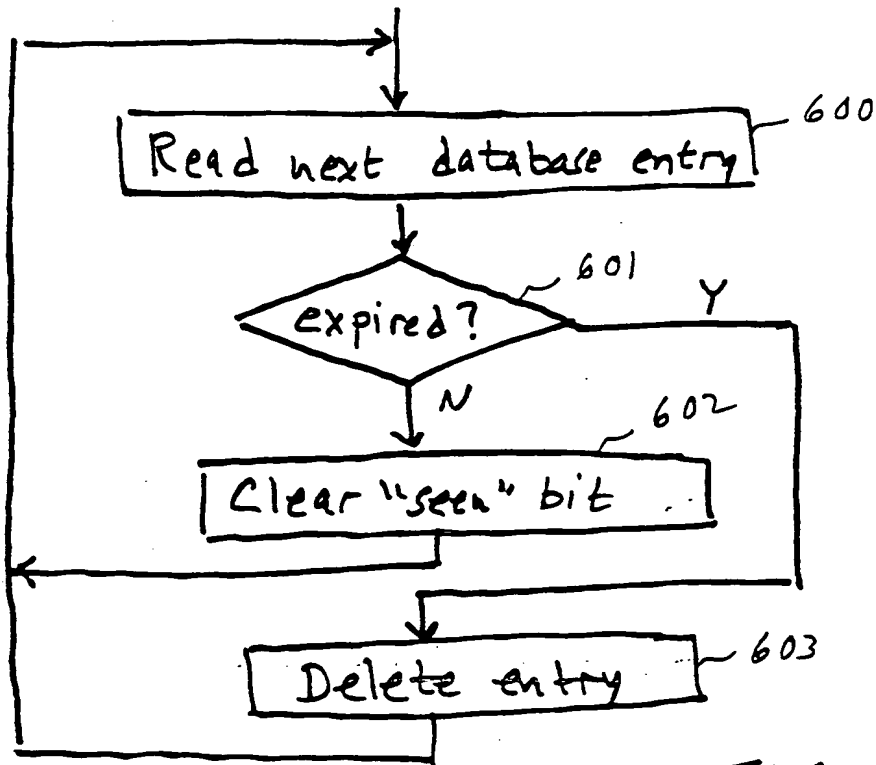 Read next database entry
600
expired?
601
Y
N
602
Clear "seen" bit
Delete entry
603